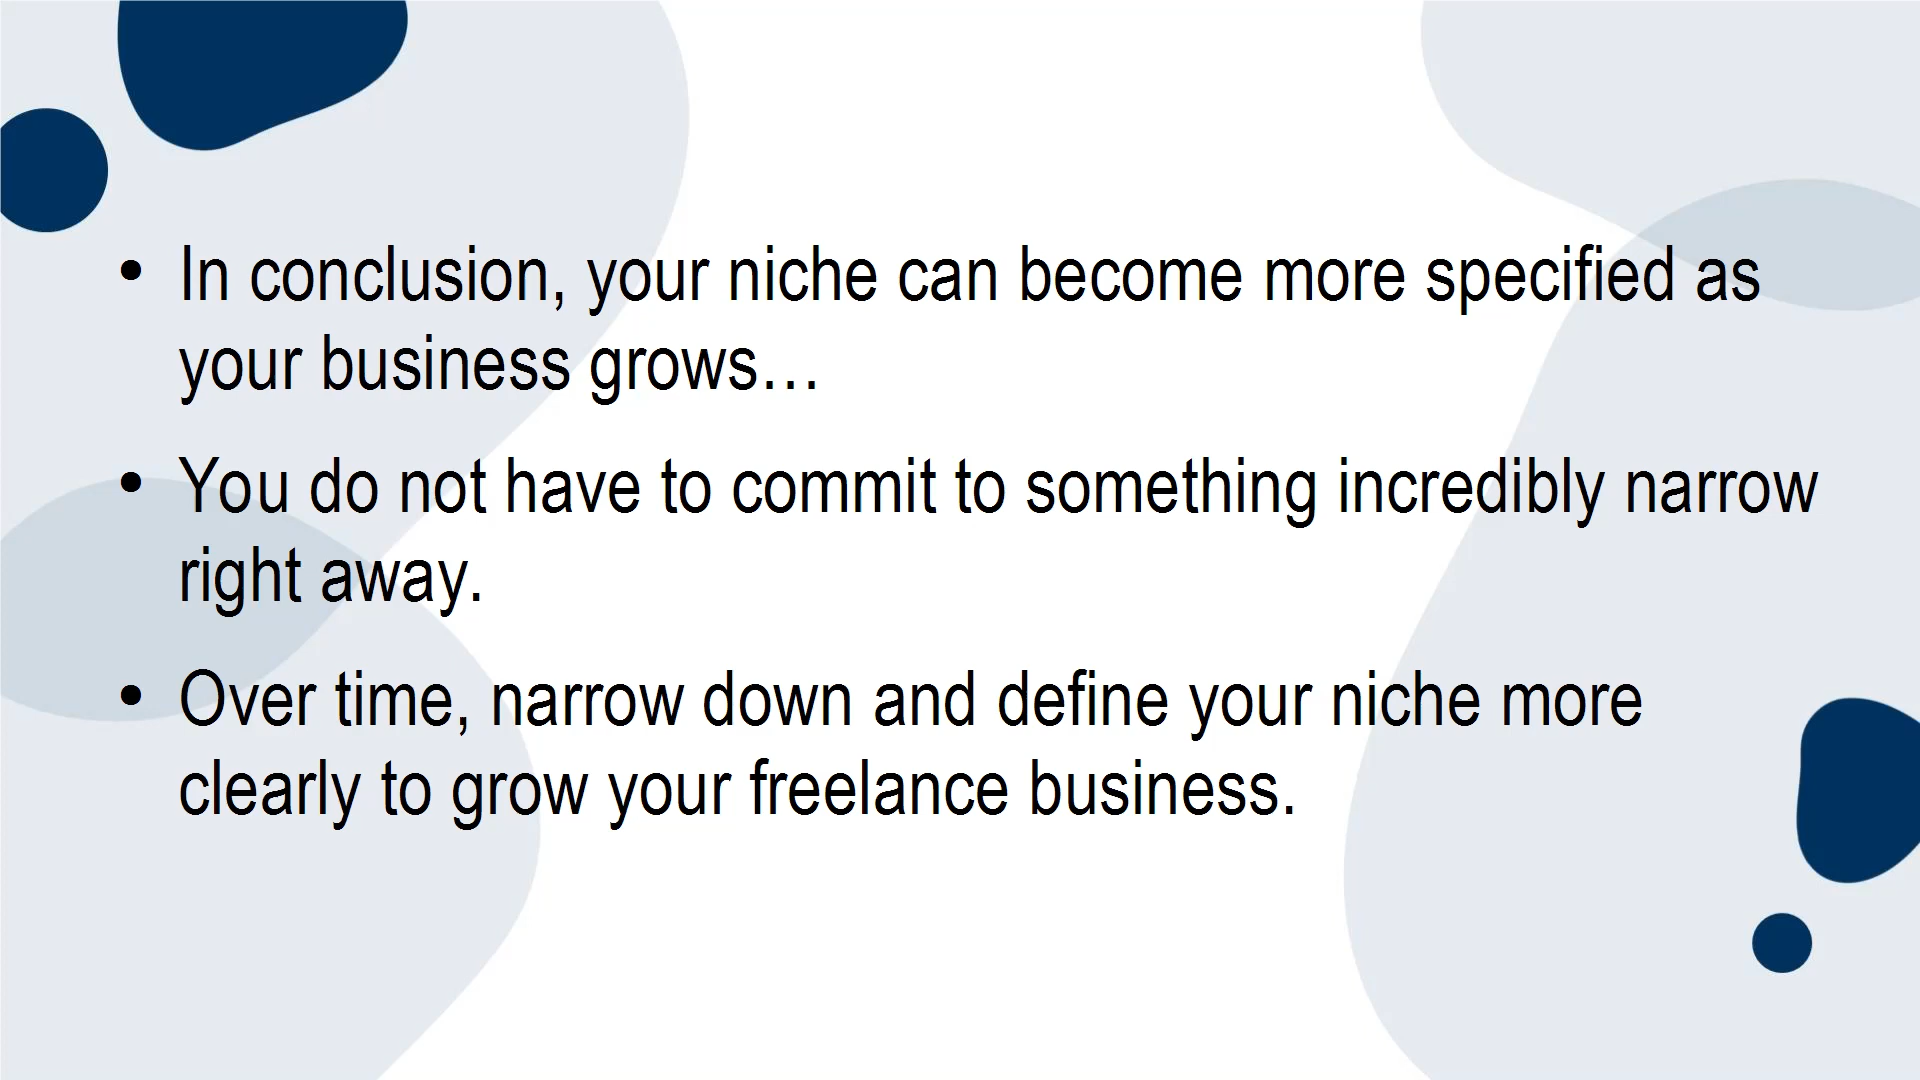 • In conclusion, your niche can become more specified as
your business grows…
• You do not have to commit to something incredibly narrow
right away.
• Over time, narrow down and define your niche more
clearly to grow your freelance business.